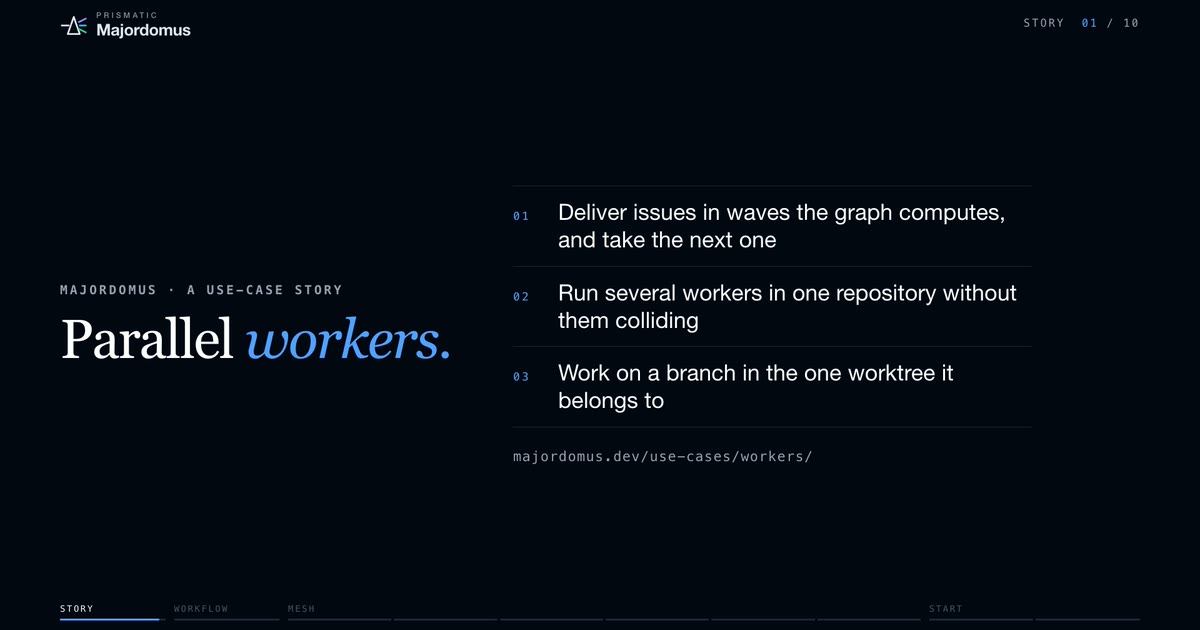 PRISMATIC
Majordomus
STORY 01 / 10
MAJORDOMUS · A USE-CASE STORY
Parallel workers.
01 Deliver issues in waves the graph computes,
and take the next one
02 Run several workers in one repository without
them colliding
03 Work on a branch in the one worktree it
belongs to
majordomus.dev/use-cases/workers/
STORY WORKFLOW MESH START